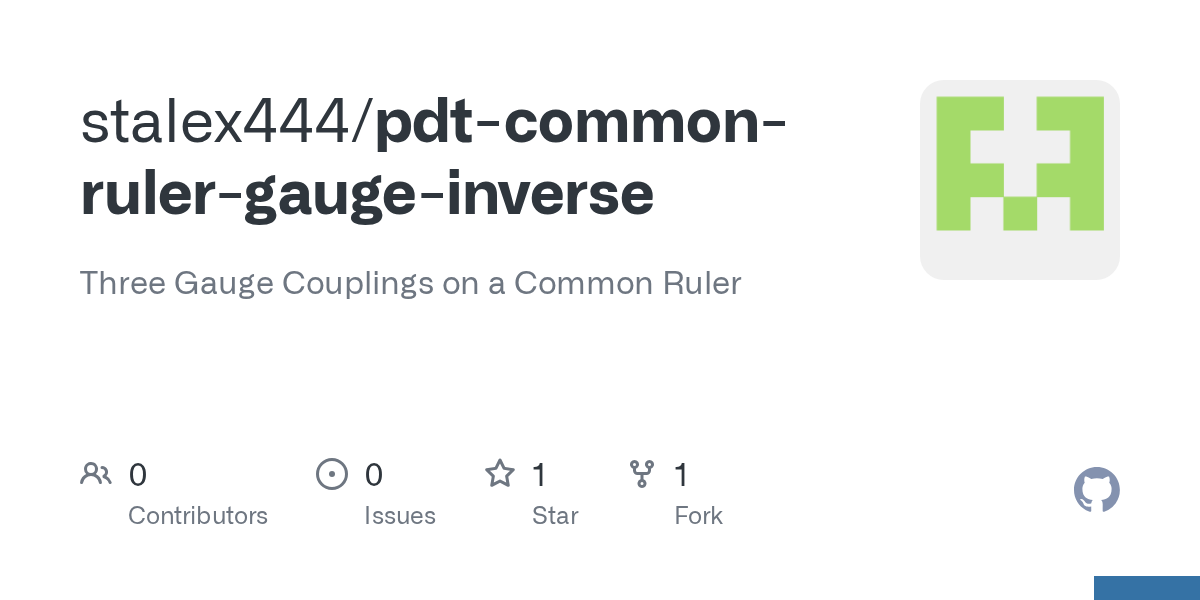 stalex444/pdt-common-
ruler-gauge-inverse
Three Gauge Couplings on a Common Ruler
0 0 1 1
Contributors Issues Star Fork